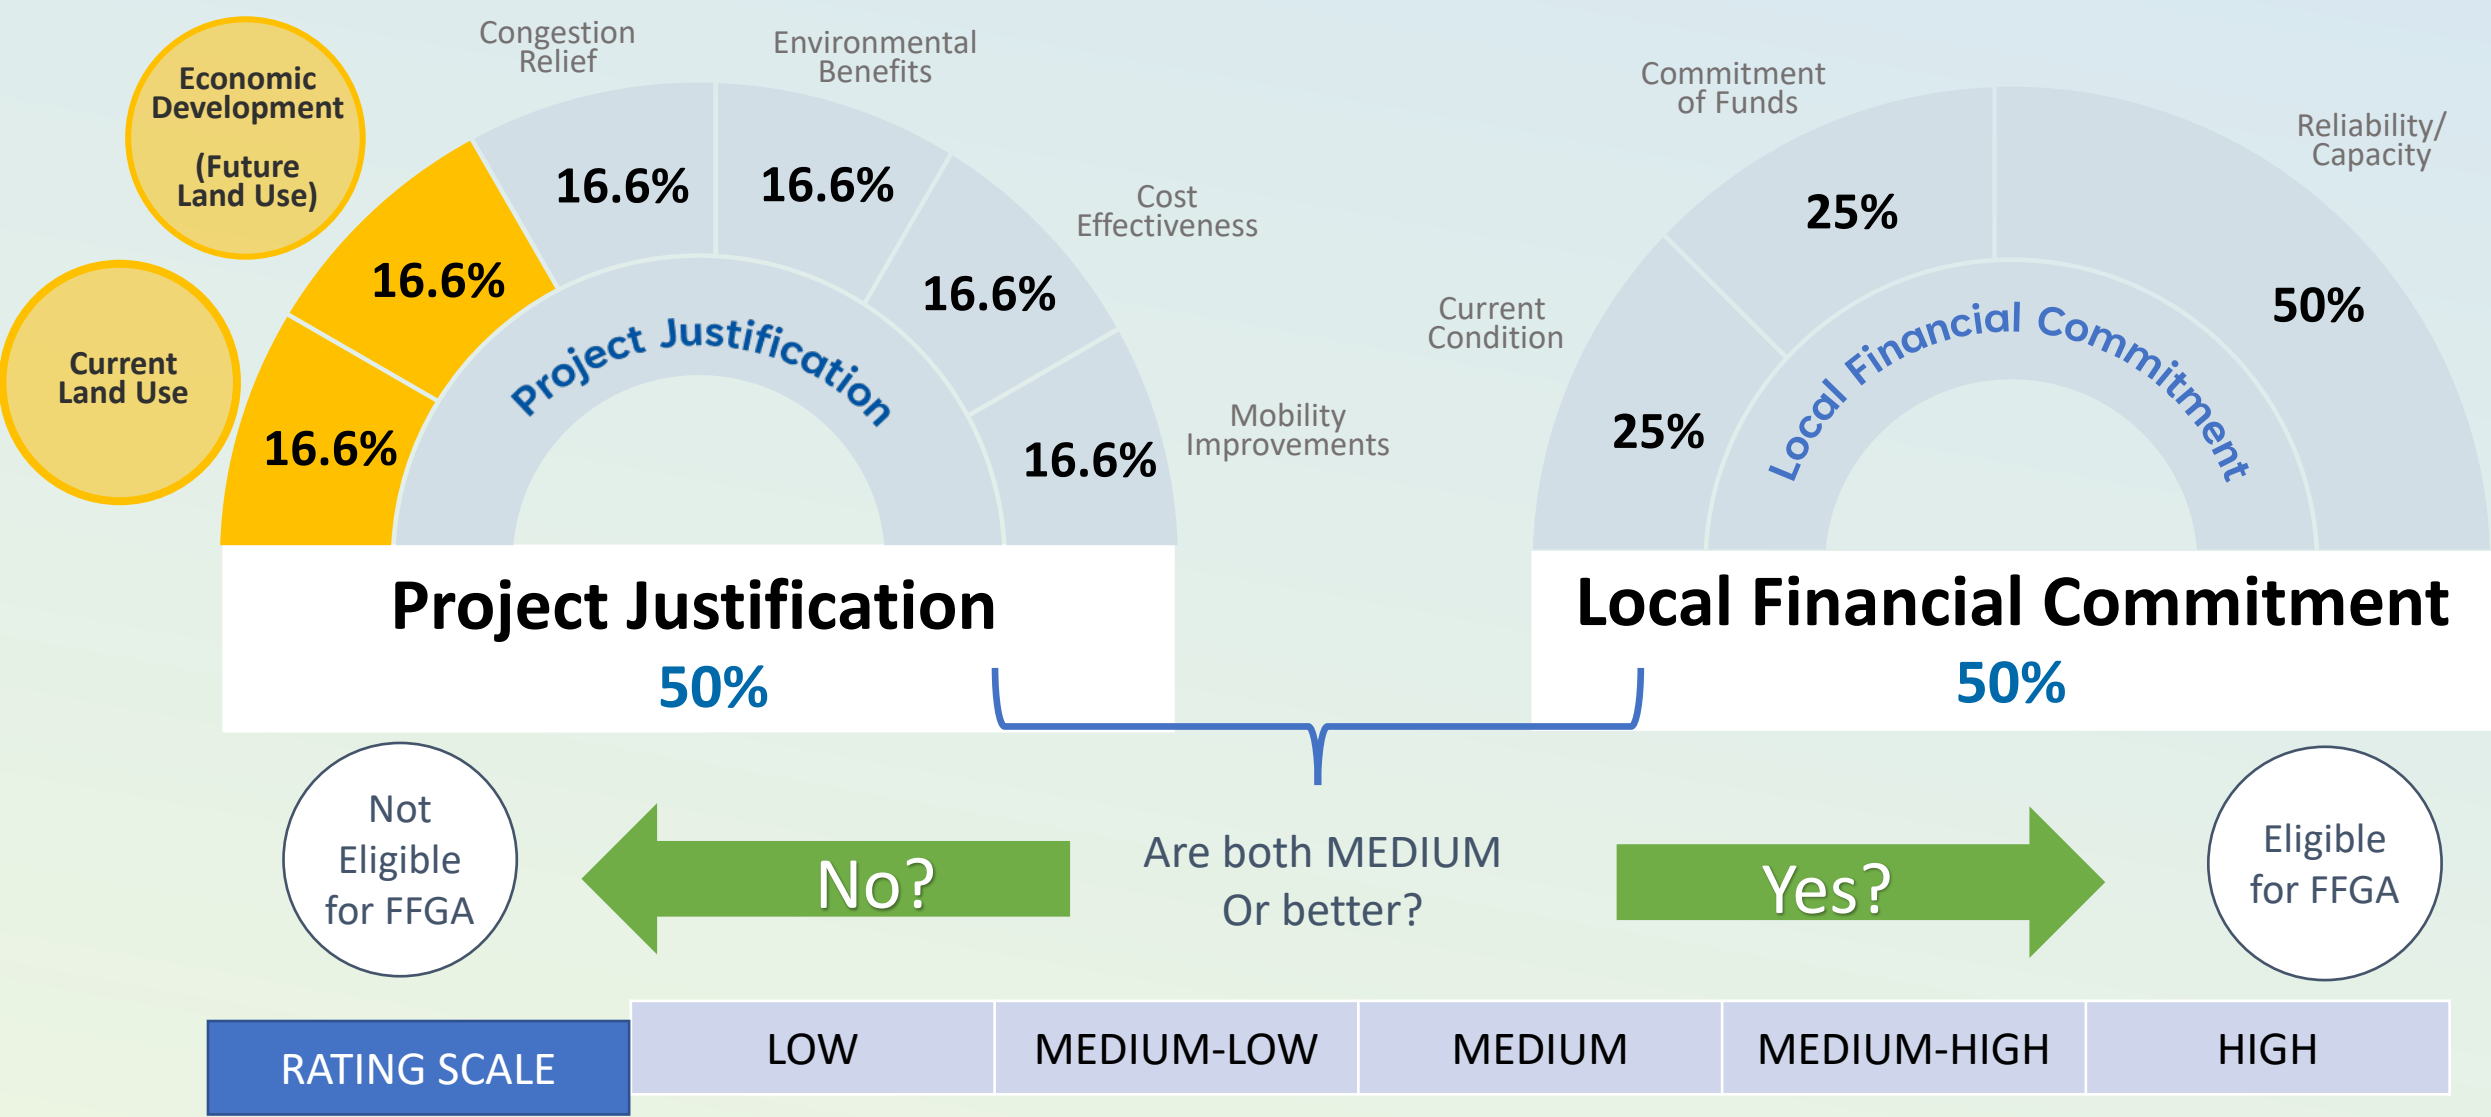 Economic
Development
(Future
Land Use)
Current
Land Use
Congestion
Relief
Environmental
Benefits
Cost
Effectiveness
Mobility
Improvements
16.6%
16.6%
16.6%
16.6%
16.6%
16.6%
Project Justification
Project Justification
50%
Current
Condition
Commitment
of Funds
Reliability/
Capacity
25%
25%
50%
Local Financial Commitment
Local Financial Commitment
50%
Not
Eligible
for FFGA
No?
Are both MEDIUM
Or better?
Yes?
Eligible
for FFGA
RATING SCALE
LOW
MEDIUM-LOW
MEDIUM
MEDIUM-HIGH
HIGH